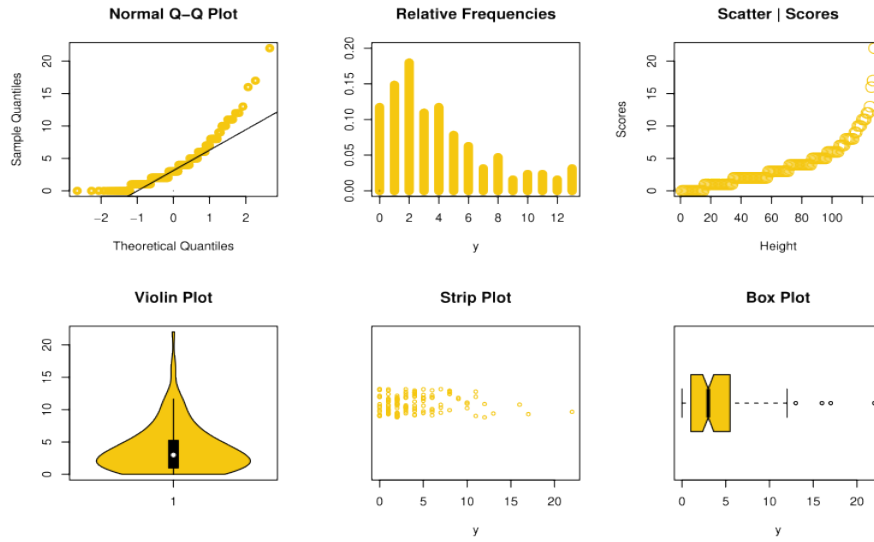 Normal Q−Q Plot
Sample Quantiles
0 5 10 15 20
−2 −1 0 1 2
Theoretical Quantiles
Relative Frequencies
0.00 0.05 0.10 0.15 0.20
0 2 4 6 8 10 12
y
Scatter | Scores
Scores
0 5 10 15 20
0 20 40 60 80 100
Height
Violin Plot
0 5 10 15 20
1
Strip Plot
0 5 10 15 20
y
Box Plot
0 5 10 15 20
y